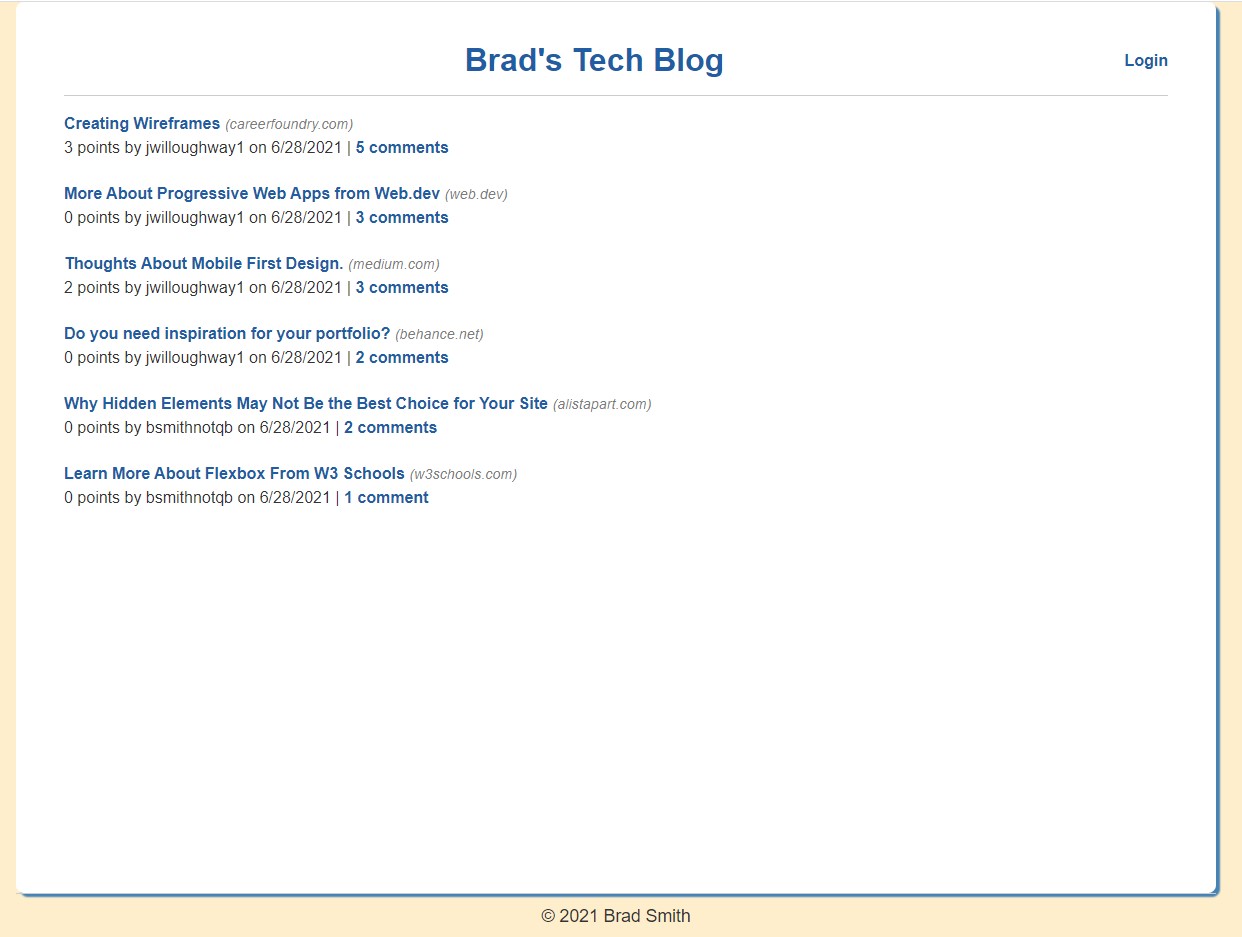 Brad's Tech Blog
Login
Creating Wireframes (careerfoundry.com)
3 points by jwilloughway1 on 6/28/2021 | 5 comments
More About Progressive Web Apps from Web.dev (web.dev)
0 points by jwilloughway1 on 6/28/2021 | 3 comments
Thoughts About Mobile First Design. (medium.com)
2 points by jwilloughway1 on 6/28/2021 | 3 comments
Do you need inspiration for your portfolio? (behance.net)
0 points by jwilloughway1 on 6/28/2021 | 2 comments
Why Hidden Elements May Not Be the Best Choice for Your Site (alistapart.com)
0 points by bsmithnotqb on 6/28/2021 | 2 comments
Learn More About Flexbox From W3 Schools (w3schools.com)
0 points by bsmithnotqb on 6/28/2021 | 1 comment
© 2021 Brad Smith